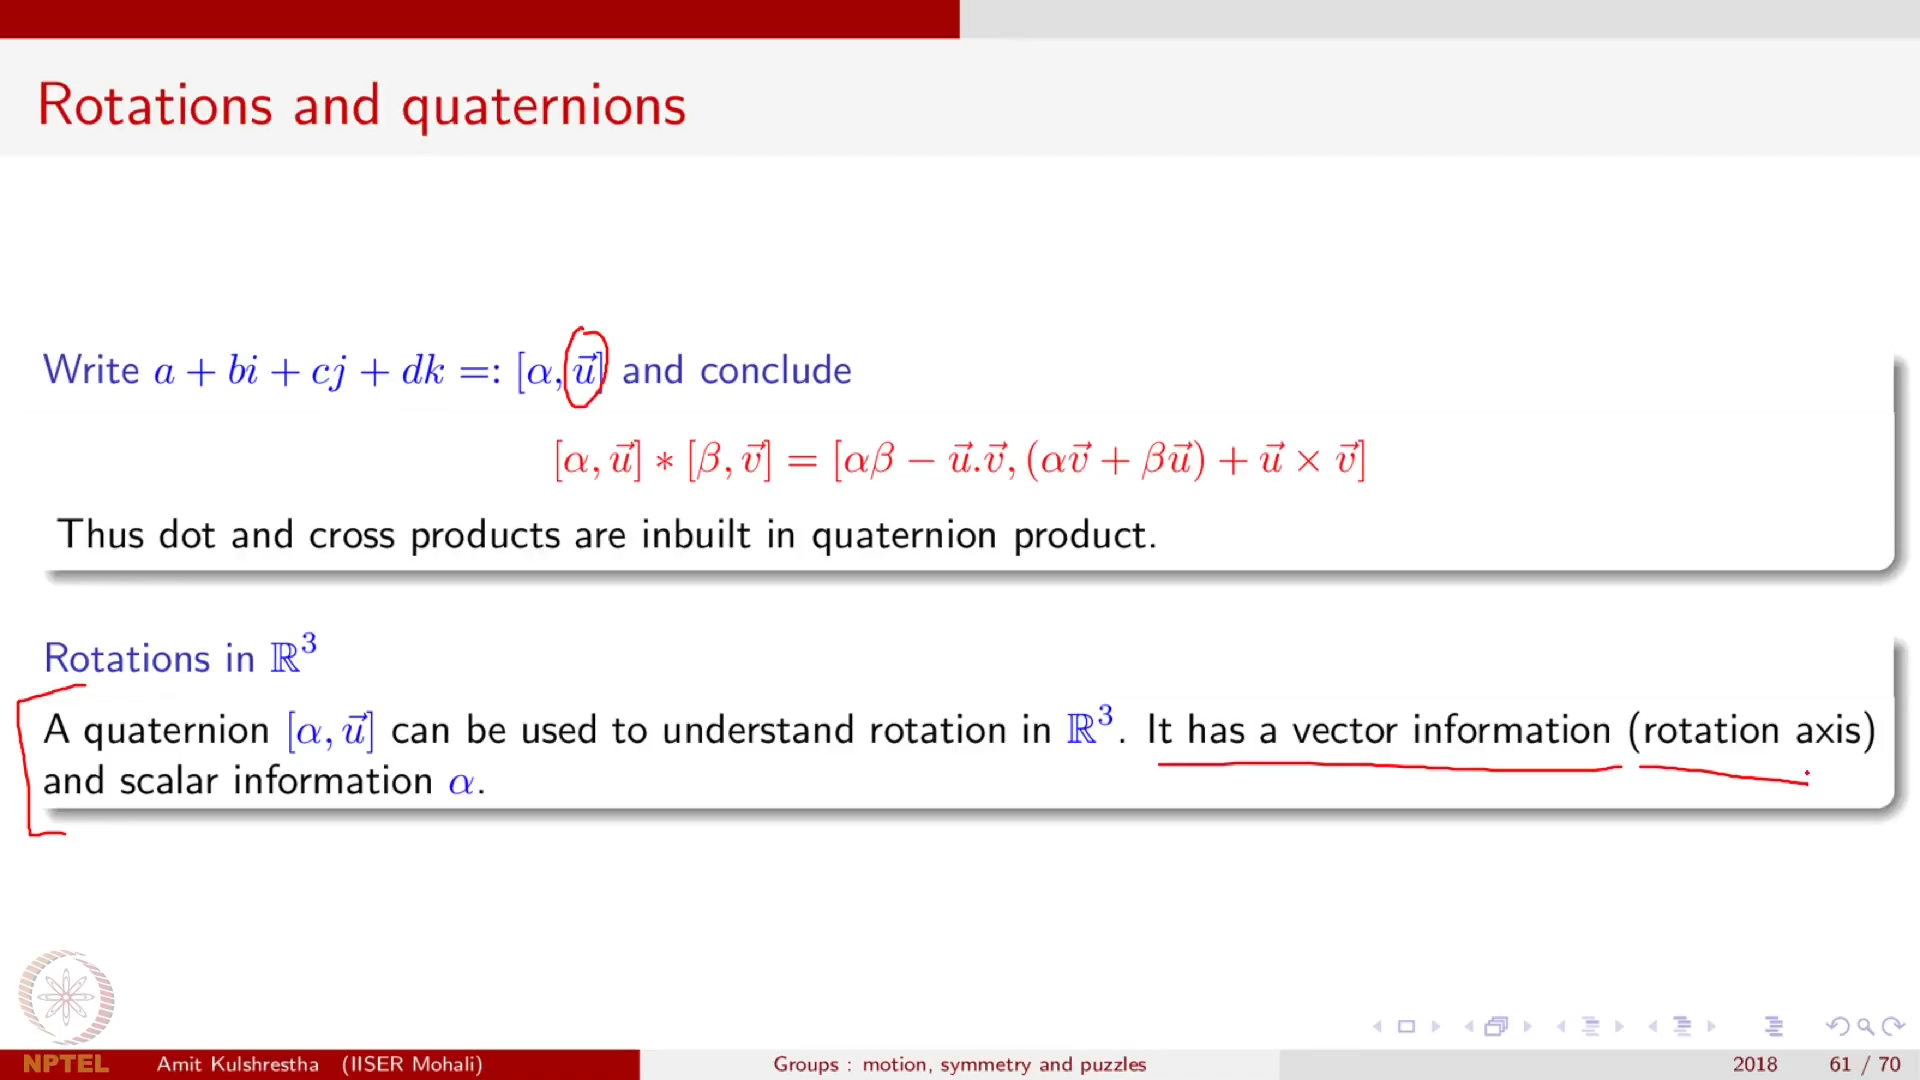 Rotations and quaternions
Write a + bi + cj + dk =: [α, u⃗] and conclude
[α, u⃗] ∗ [β, v⃗] = [αβ − u⃗.v⃗, (αv⃗ + βu⃗) + u⃗ × v⃗]
Thus dot and cross products are inbuilt in quaternion product.
Rotations in ℝ³
A quaternion [α, u⃗] can be used to understand rotation in ℝ³. It has a vector information (rotation axis)
and scalar information α.
NPTEL Amit Kulshrestha (IISER Mohali) Groups : motion, symmetry and puzzles 2018 61 / 70